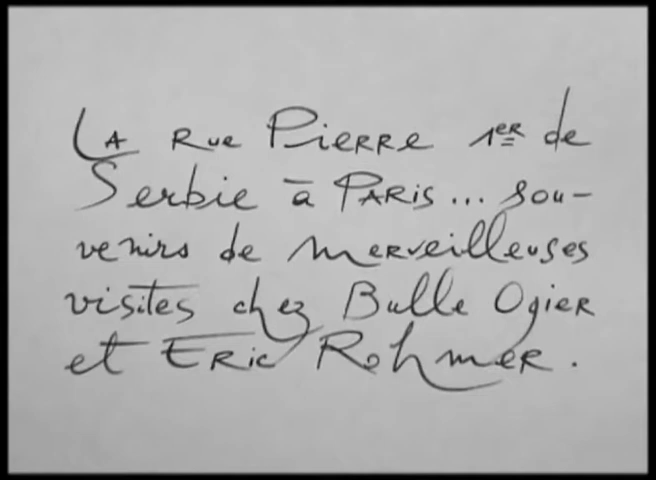 La Rue Pierre 1er de
Serbie à Paris... sou-
venirs de merveilleuses
visites chez Bulle Ogier
et Eric Rohmer.